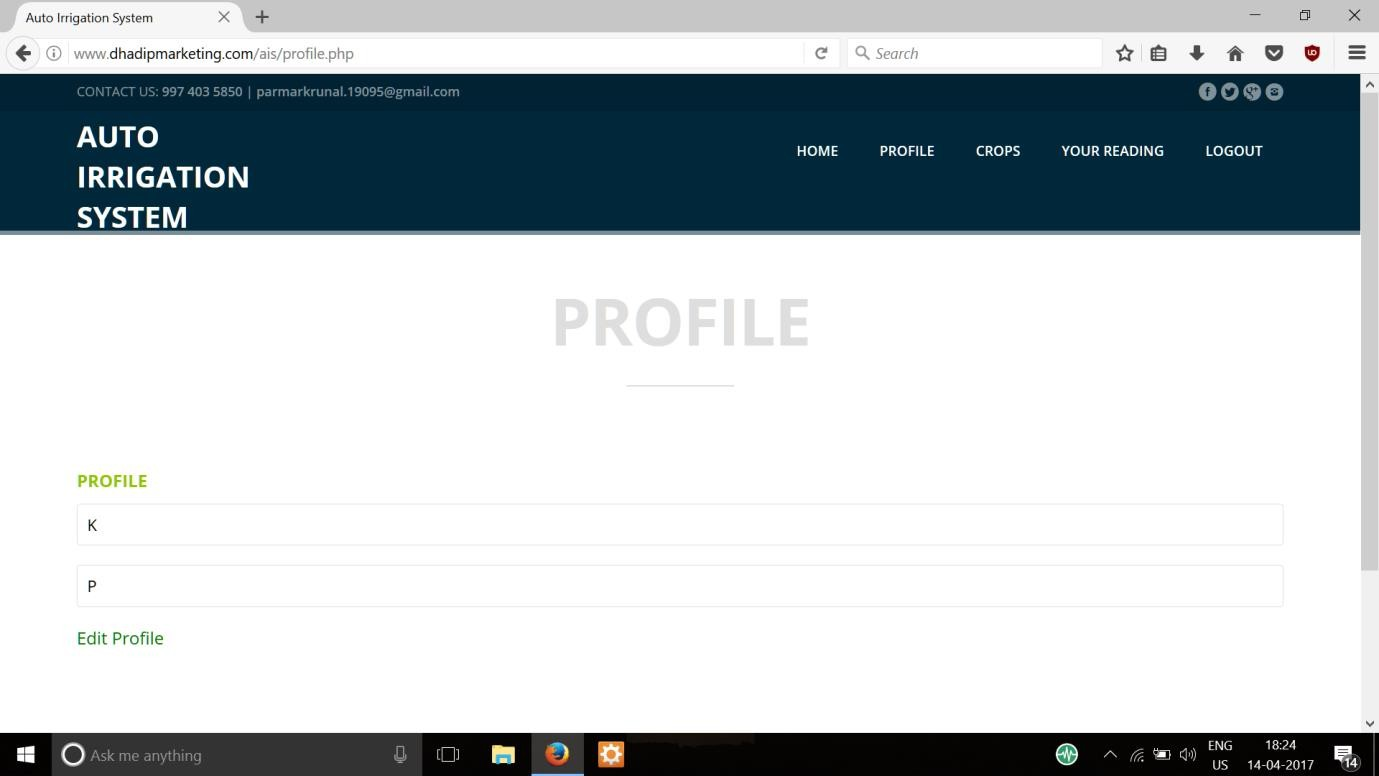 Auto Irrigation System
www.dhadipmarketing.com/ais/profile.php
Search
CONTACT US: 997 403 5850 | parmarkrunal.19095@gmail.com
AUTO
IRRIGATION
SYSTEM
HOME PROFILE CROPS YOUR READING LOGOUT
PROFILE
PROFILE
K
P
Edit Profile
Ask me anything
ENG
US
18:24
14-04-2017
14